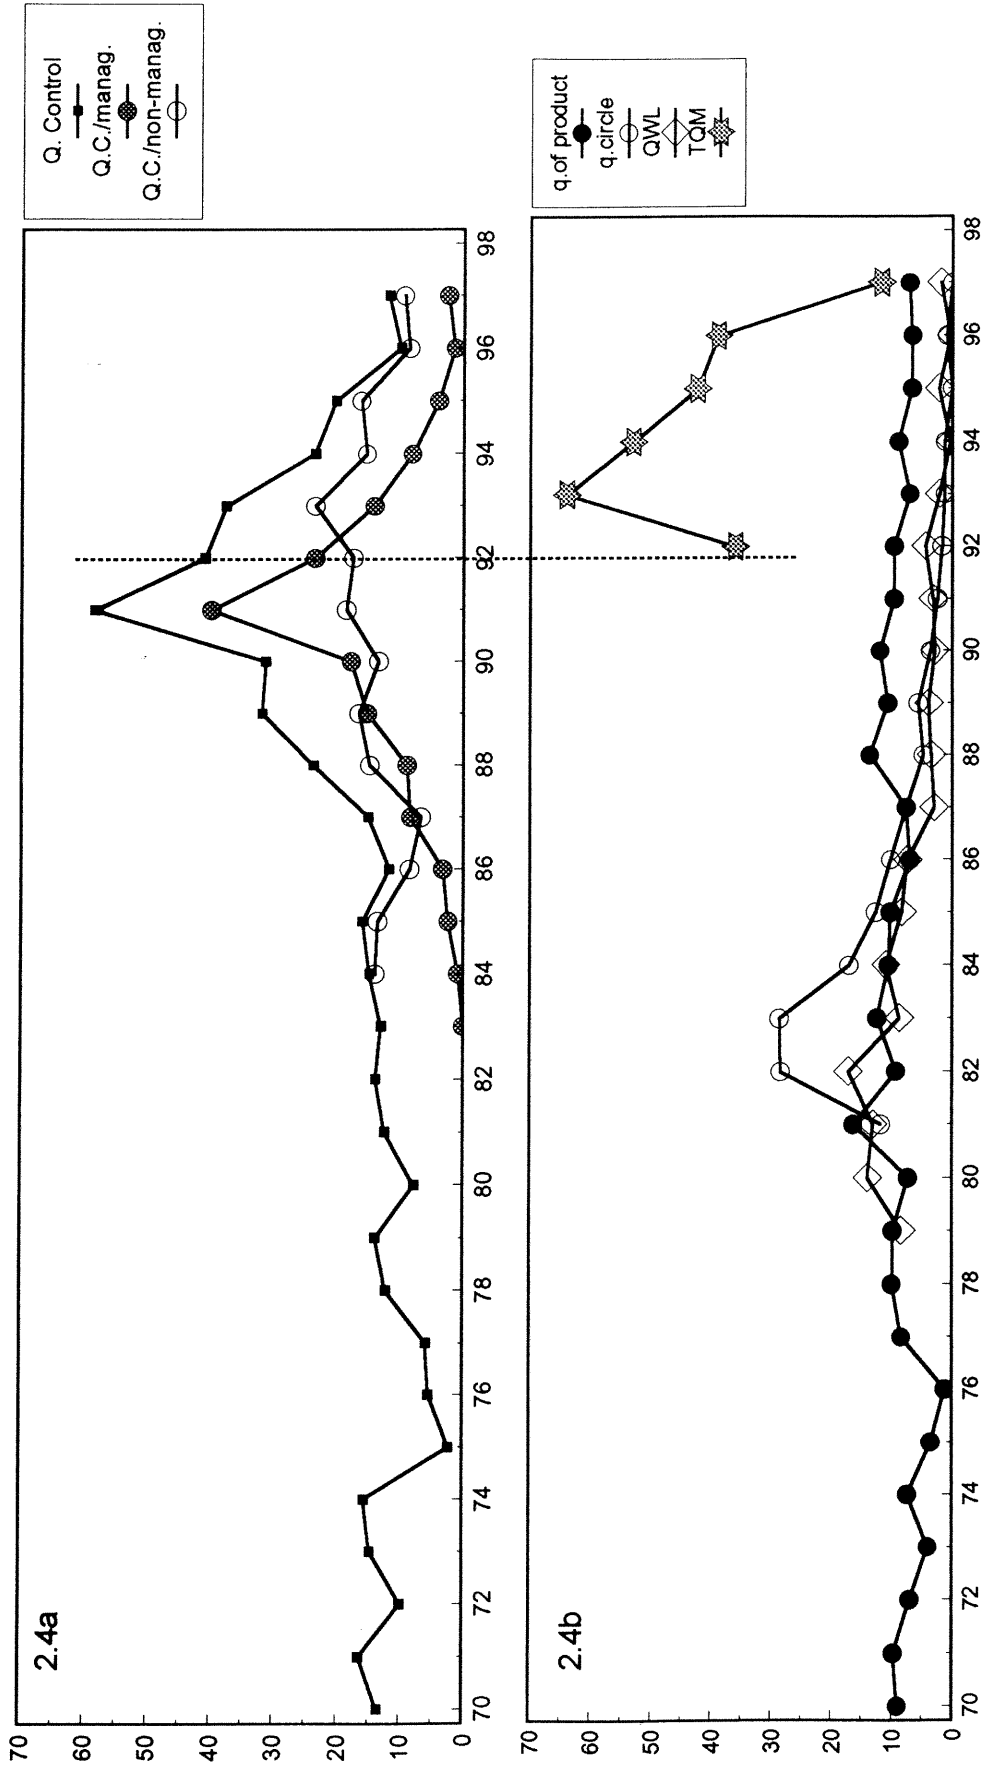 2.4a
70
60
50
40
30
20
10
0
70 72 74 76 78 80 82 84 86 88 90 92 94 96 98
Q. Control
Q.C./manag.
Q.C./non-manag.
2.4b
70
60
50
40
30
20
10
0
70 72 74 76 78 80 82 84 86 88 90 92 94 96 98
q.of product
q.circle
QWL
TQM